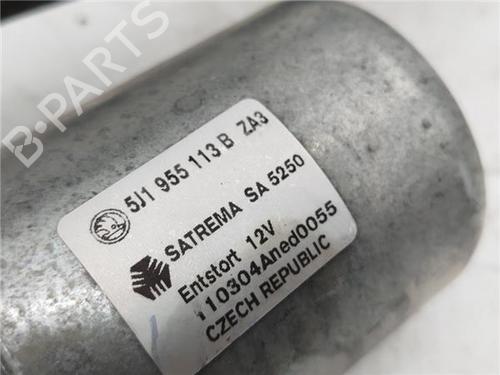 B-PARTS
5J1 955 113 B ZA3
SATREMA SA 5250
Entstort 12V
110304Aned0055
CZECH REPUBLIC